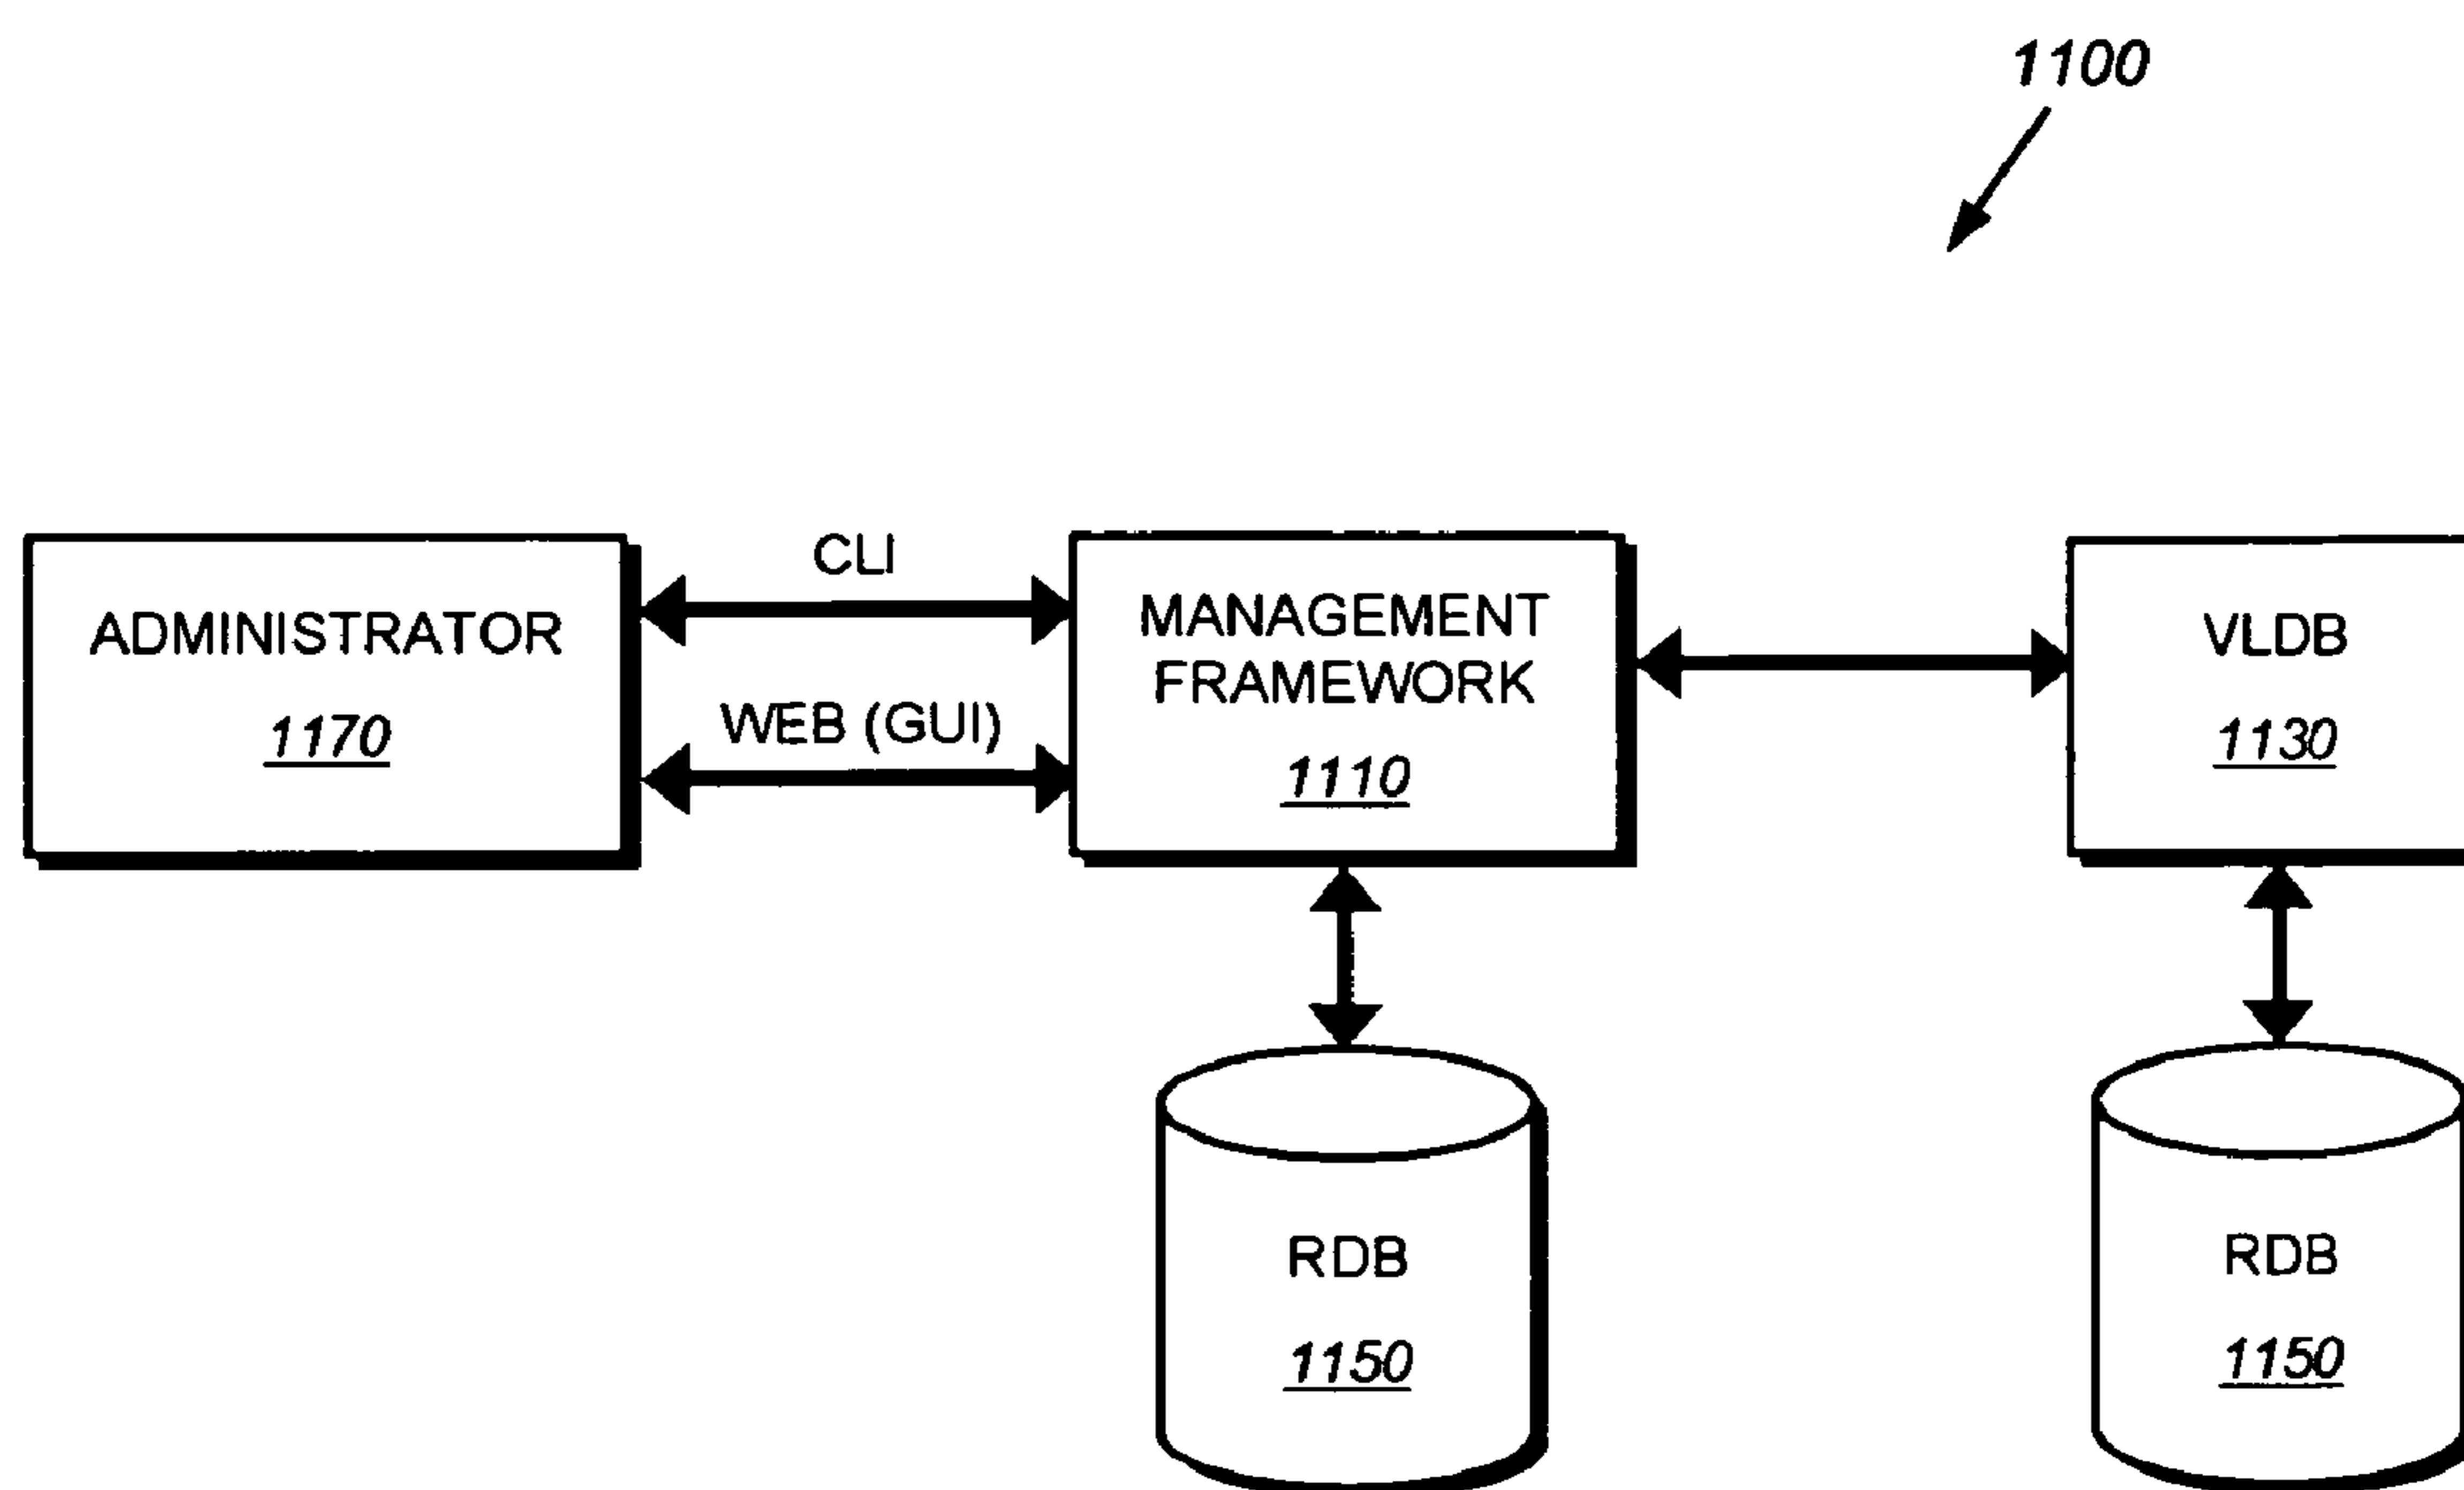 1100
CLI
ADMINISTRATOR
1170
WEB (GUI)
MANAGEMENT
FRAMEWORK
1110
VLDB
1130
RDB
1150
RDB
1150